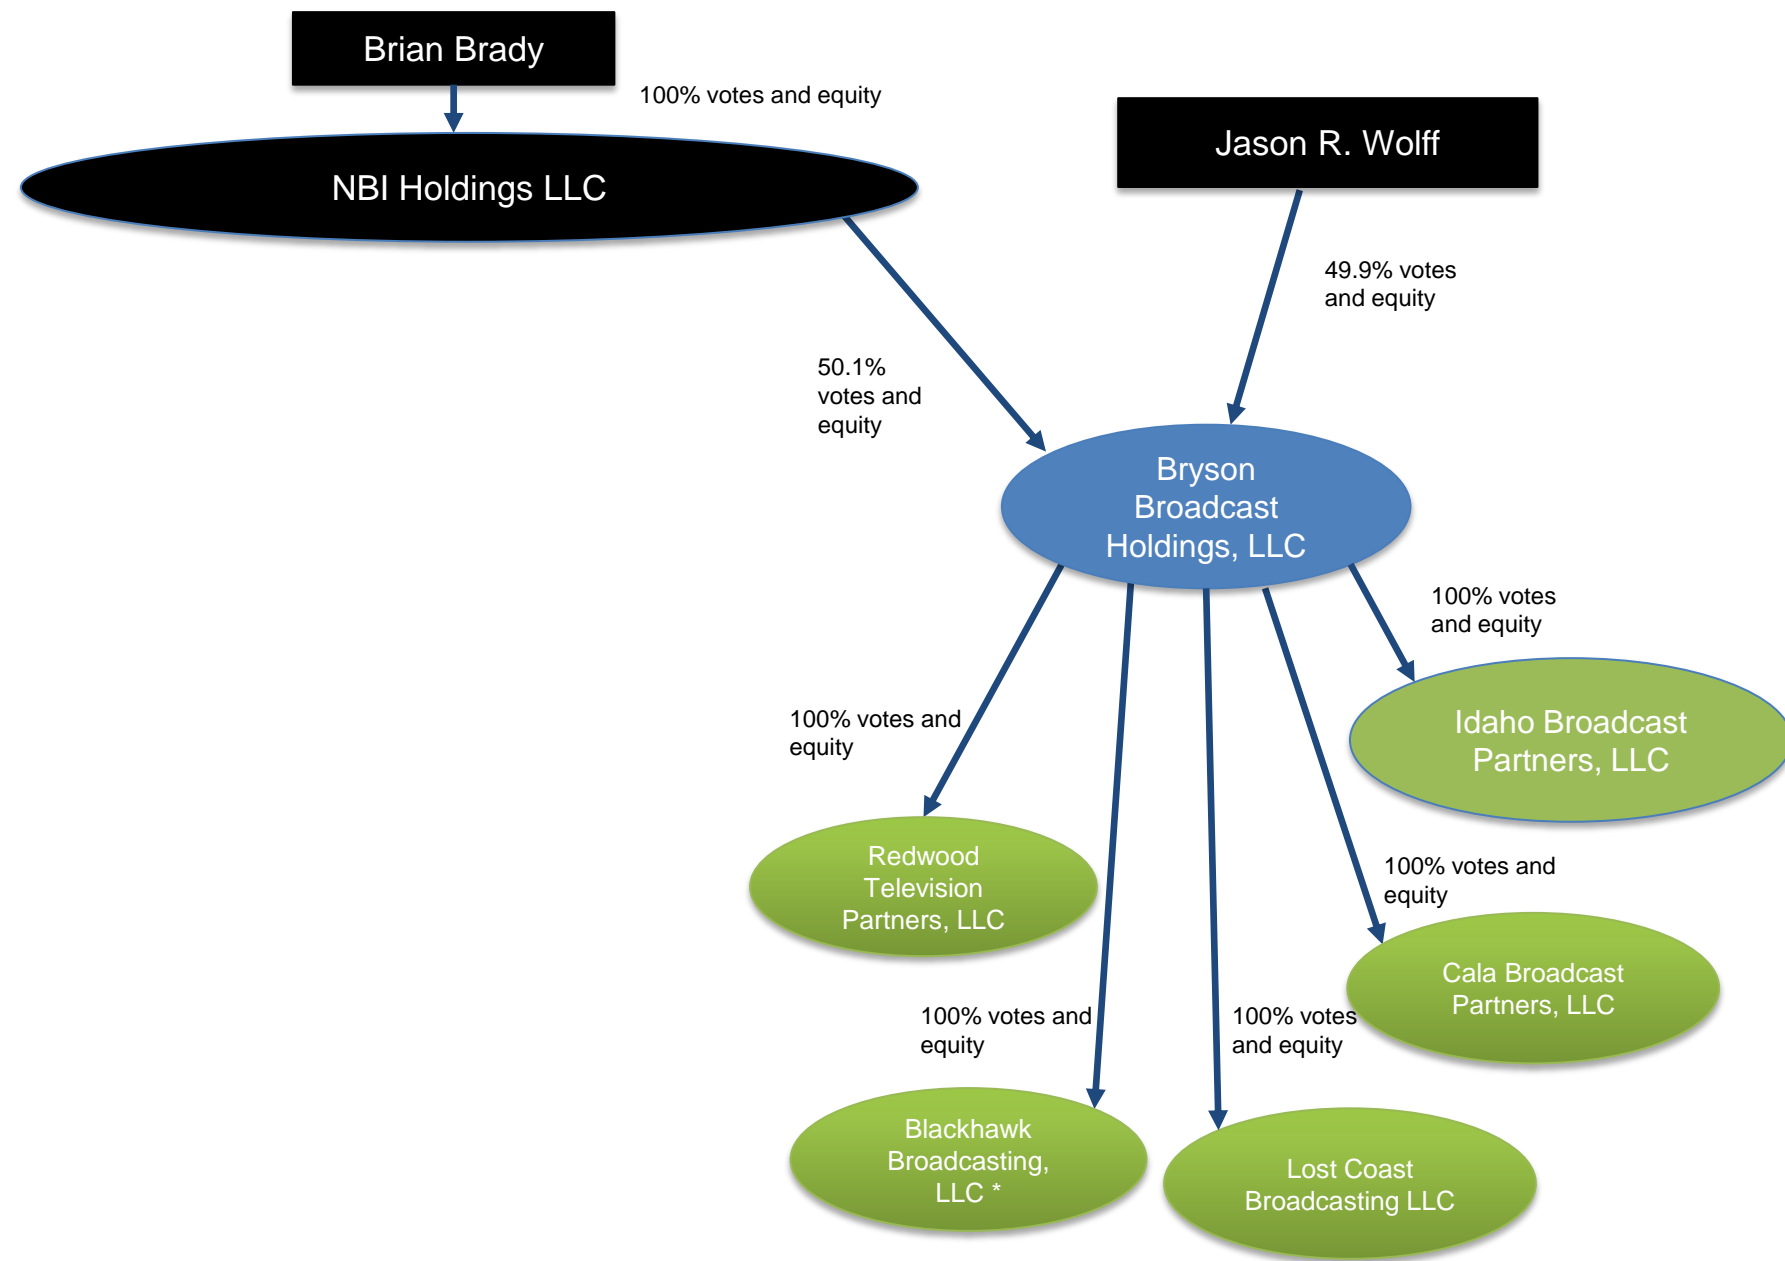 Brian Brady
100% votes and equity
Jason R. Wolff
NBI Holdings LLC
49.9% votes
and equity
50.1%
votes and
equity
Bryson
Broadcast
Holdings, LLC
100% votes
and equity
100% votes and
equity
Idaho Broadcast
Partners, LLC
Redwood
Television
Partners, LLC
100% votes and
equity
Cala Broadcast
Partners, LLC
100% votes and
equity
100% votes
and equity
Blackhawk
Broadcasting,
LLC *
Lost Coast
Broadcasting LLC